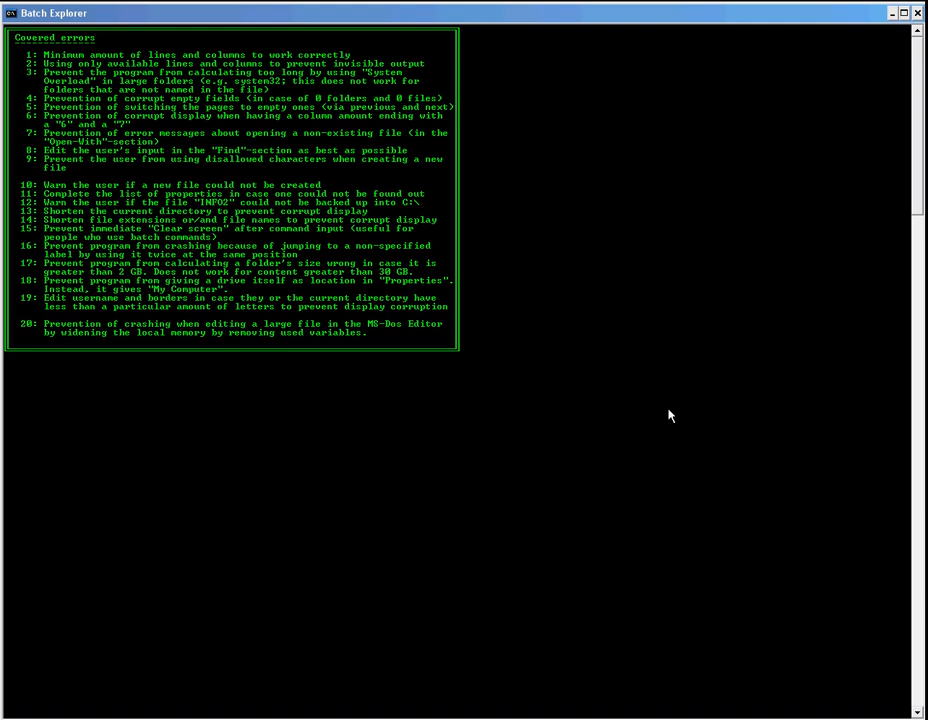 Batch Explorer
Covered errors
1: Minimum amount of lines and columns to work correctly
2: Using only available lines and columns to prevent invisible output
3: Prevent the program from calculating too long by using "System
Overload" in large folders (e.g. system32; this does not work for
folders that are not named in the file)
4: Prevention of corrupt empty fields (in case of 0 folders and 0 files)
5: Prevention of switching the pages to empty ones (via previous and next)
6: Prevention of corrupt display when having a column amount ending with
a "6" and a "7"
7: Prevention of error messages about opening a non-existing file (in the
"Open-With"-section)
8: Edit the user's input in the "Find"-section as best as possible
9: Prevent the user from using disallowed characters when creating a new
file
10: Warn the user if a new file could not be created
11: Complete the list of properties in case one could not be found out
12: Warn the user if the file "INFO2" could not be backed up into C:\
13: Shorten the current directory to prevent corrupt display
14: Shorten file extensions or/and file names to prevent corrupt display
15: Prevent immediate "Clear screen" after command input (useful for
people who use batch commands)
16: Prevent program from crashing because of jumping to a non-specified
label by using it twice at the same position
17: Prevent program from calculating a folder's size wrong in case it is
greater than 2 GB. Does not work for content greater than 30 GB.
18: Prevent program from giving a drive itself as location in "Properties".
Instead, it gives "My Computer".
19: Edit username and borders in case they or the current directory have
less than a particular amount of letters to prevent display corruption
20: Prevention of crashing when editing a large file in the MS-Dos Editor
by widening the local memory by removing used variables.